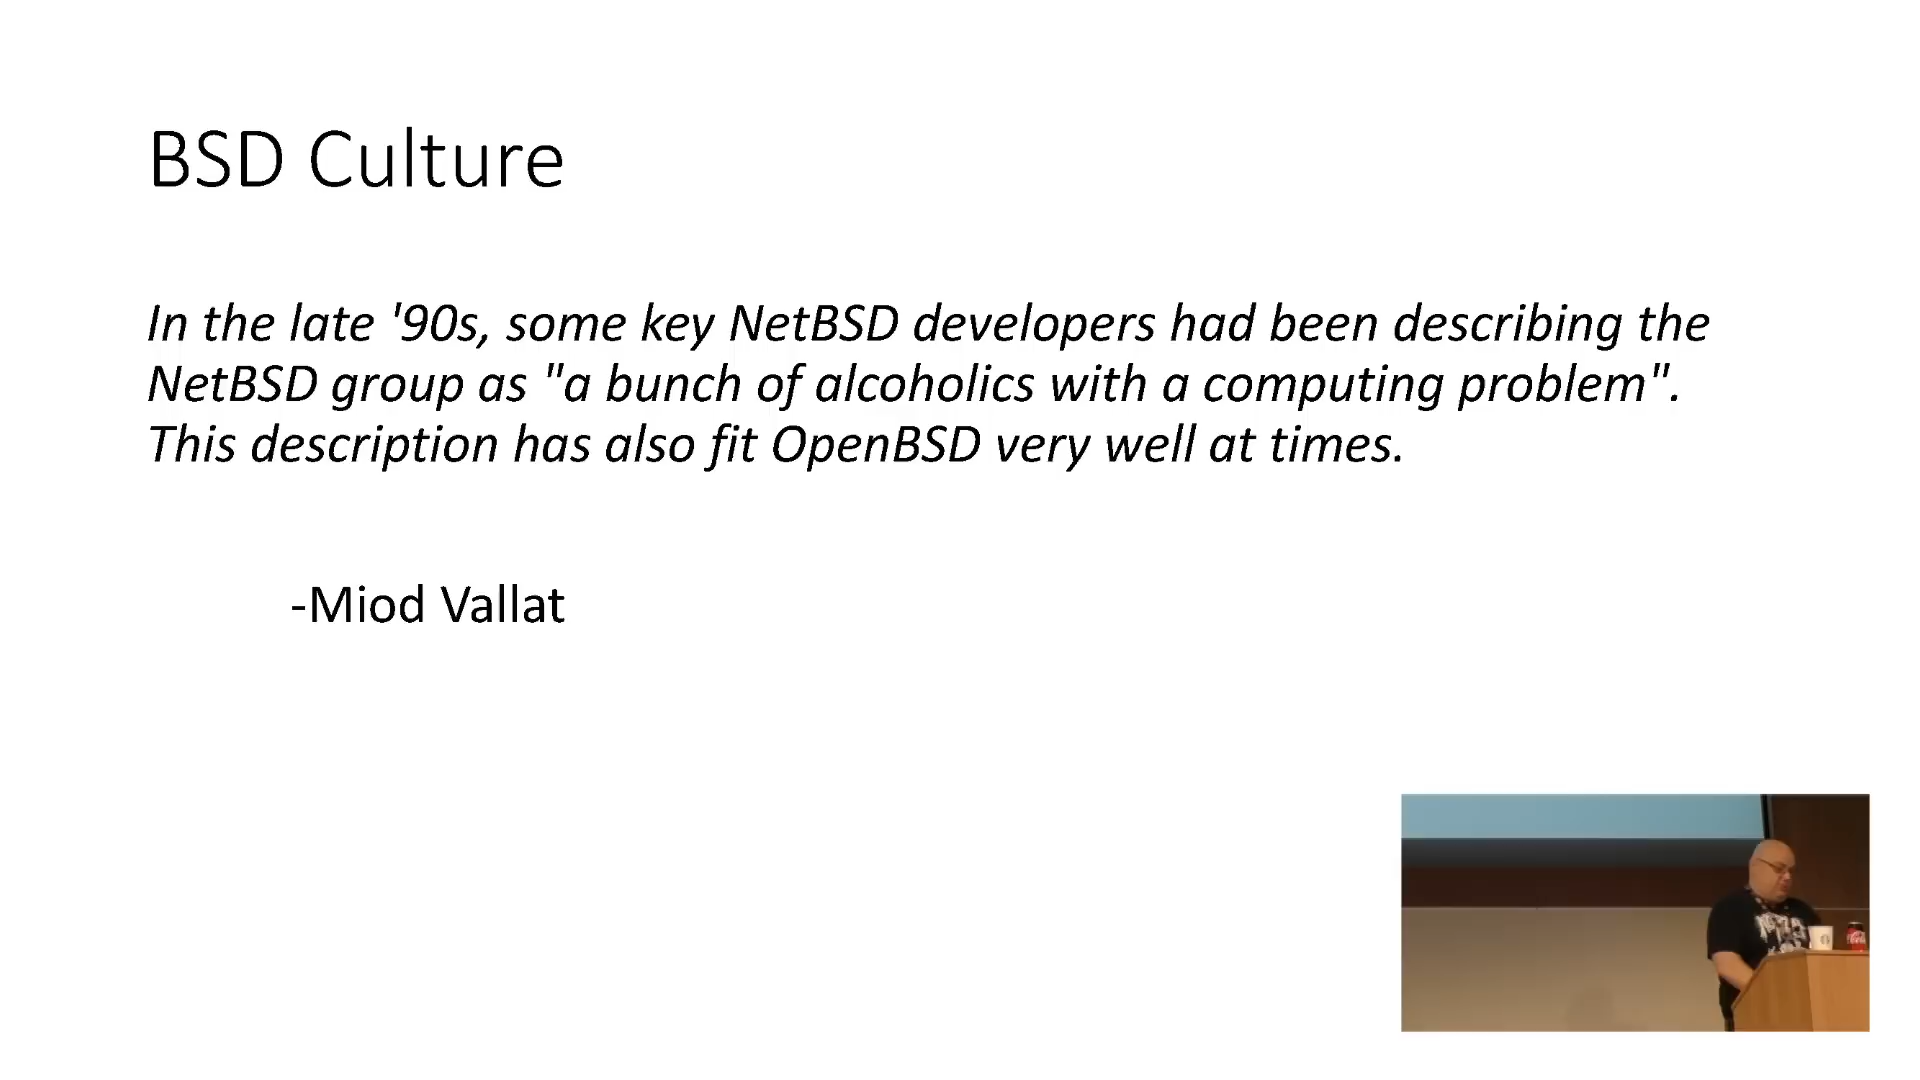 BSD Culture
In the late '90s, some key NetBSD developers had been describing the
NetBSD group as "a bunch of alcoholics with a computing problem".
This description has also fit OpenBSD very well at times.
-Miod Vallat